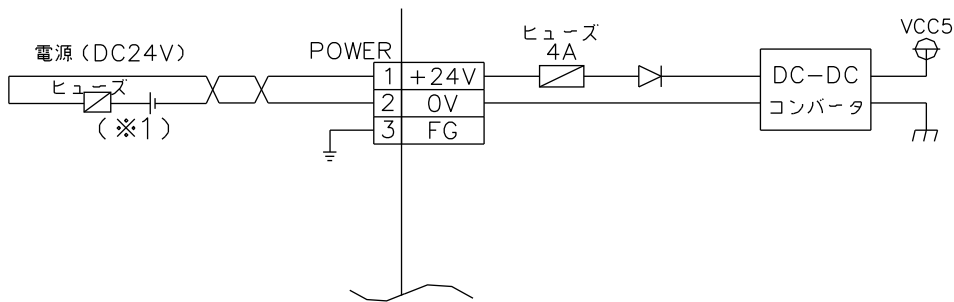 電源(DC24V)
ヒューズ
(※1)
POWER
1 +24V
2 0V
3 FG
ヒューズ
4A
DC-DC
コンバータ
VCC5